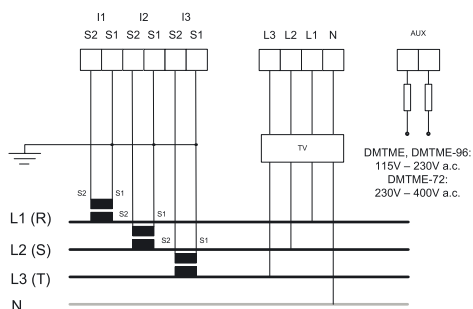 I1 I2 I3
S2 S1 S2 S1 S2 S1
L3 L2 L1 N
AUX
TV
DMTME, DMTME-96:
115V – 230V a.c.
DMTME-72:
230V – 400V a.c.
S2 S1
L1 (R)
S2 S1
L2 (S)
S2 S1
L3 (T)
N